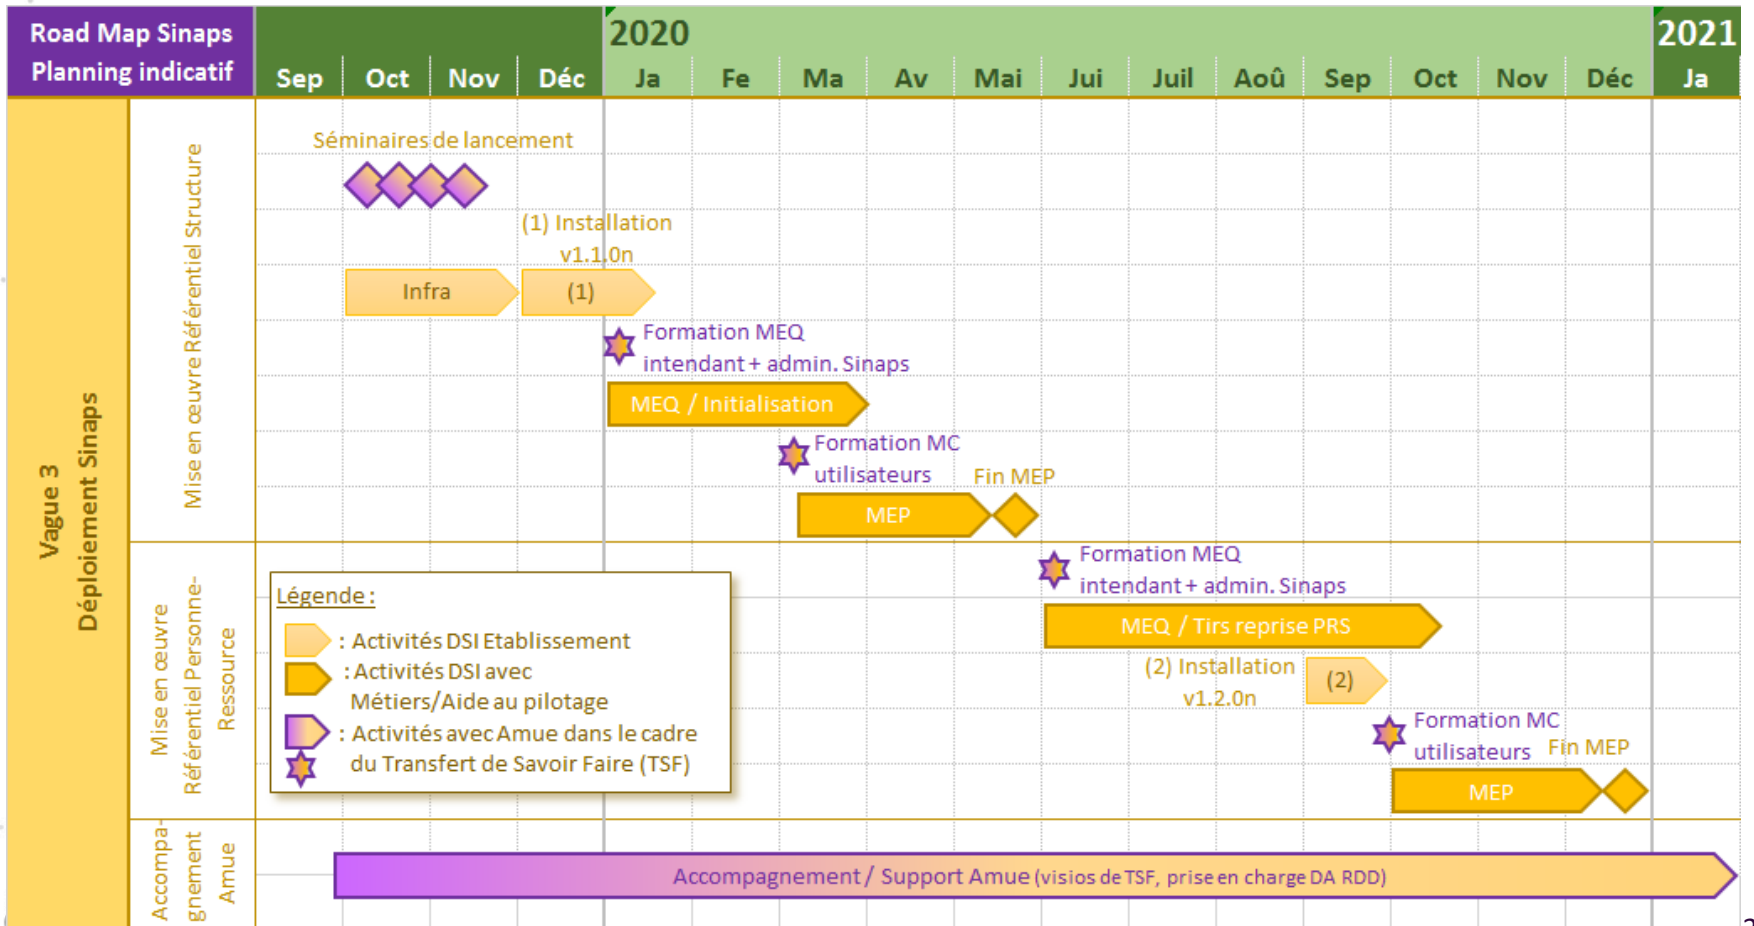 Road Map Sinaps
Planning indicatif
2020
2021
Sep Oct Nov Déc Ja Fe Ma Av Mai Jui Juil Aoû Sep Oct Nov Déc Ja
Vague 3
Déploiement Sinaps
Mise en œuvre Référentiel Structure
Séminaires de lancement
(1) Installation
v1.1.0n
Infra
(1)
Formation MEQ
intendant + admin. Sinaps
MEQ / Initialisation
Formation MC
utilisateurs
Fin MEP
MEP
Mise en œuvre
Référentiel Personne-
Ressource
Formation MEQ
intendant + admin. Sinaps
MEQ / Tirs reprise PRS
(2) Installation
v1.2.0n
(2)
Formation MC
utilisateurs
Fin MEP
MEP
Légende :
: Activités DSI Etablissement
: Activités DSI avec
Métiers/Aide au pilotage
: Activités avec Amue dans le cadre
du Transfert de Savoir Faire (TSF)
Accompa-
gnement
Amue
Accompagnement / Support Amue (visios de TSF, prise en charge DA RDD)